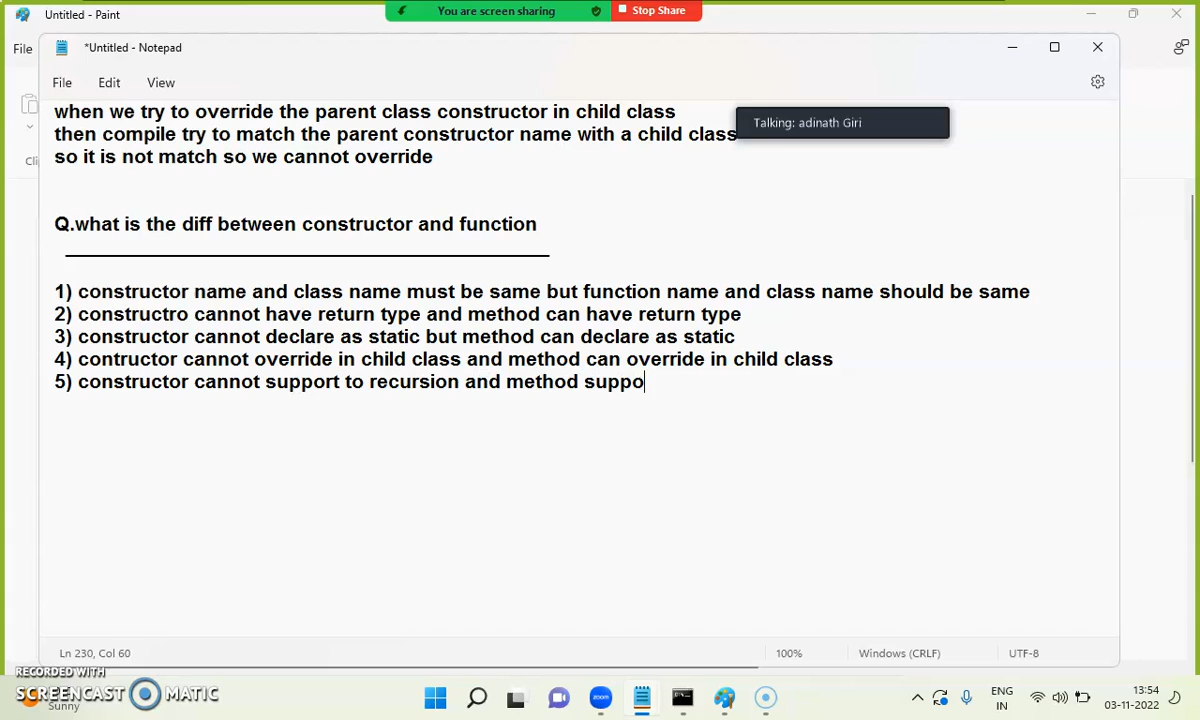 Untitled - Paint
You are screen sharing
Stop Share
File
*Untitled - Notepad
File Edit View
when we try to override the parent class constructor in child class
then compile try to match the parent constructor name with a child class
Talking: adinath Giri
so it is not match so we cannot override
Cli
Q.what is the diff between constructor and function
1) constructor name and class name must be same but function name and class name should be same
2) constructro cannot have return type and method can have return type
3) constructor cannot declare as static but method can declare as static
4) contructor cannot override in child class and method can override in child class
5) constructor cannot support to recursion and method suppo
Ln 230, Col 60
100%
Windows (CRLF)
UTF-8
RECORDED WITH
SCREENCAST MATIC
Sunny
zoom
ENG
IN
13:54
03-11-2022